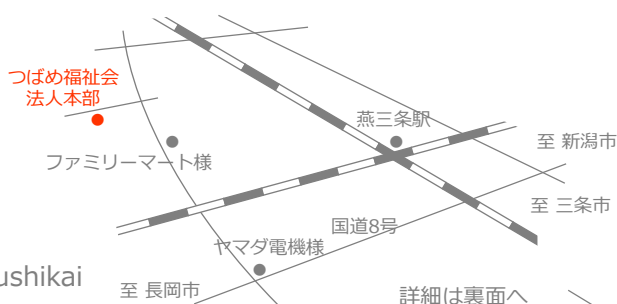 つばめ福祉会
法人本部
燕三条駅
至 新潟市
ファミリーマート様
至 三条市
国道8号
ヤマダ電機様
ushikai
至 長岡市
詳細は裏面へ